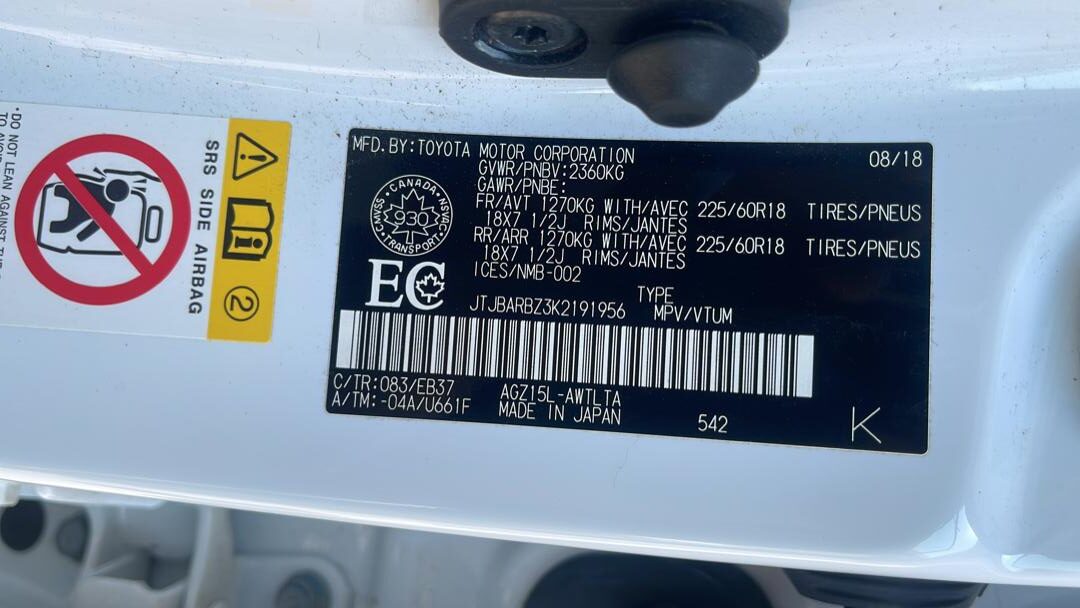 MFD.BY:TOYOTA MOTOR CORPORATION 08/18
GVWR/PNBV:2360KG
GAWR/PNBE:
FR/AVT 1270KG WITH/AVEC 225/60R18 TIRES/PNEUS
18X7 1/2J RIMS/JANTES
RR/ARR 1270KG WITH/AVEC 225/60R18 TIRES/PNEUS
18X7 1/2J RIMS/JANTES
ICES/NMB-002
CANADA
CMVSS 930 NSVAC
TRANSPORT
EC
TYPE
JTJBARBZ3K2191956 MPV/VTUM
C/TR:083/EB37 AGZ15L-AWTLTA
A/TM:-04A/U661F MADE IN JAPAN 542 K
SRS SIDE AIRBAG
2
•DO NOT LEAN AGAINST THE